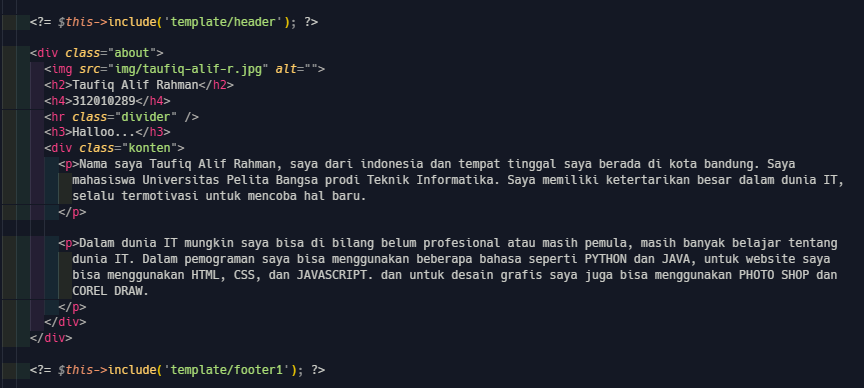 <?= $this->include('template/header'); ?>
<div class="about">
<img src="img/taufiq-alif-r.jpg" alt="">
<h2>Taufiq Alif Rahman</h2>
<h4>312010289</h4>
<hr class="divider" />
<h3>Halloo...</h3>
<div class="konten">
<p>Nama saya Taufiq Alif Rahman, saya dari indonesia dan tempat tinggal saya berada di kota bandung. Saya
mahasiswa Universitas Pelita Bangsa prodi Teknik Informatika. Saya memiliki ketertarikan besar dalam dunia IT,
selalu termotivasi untuk mencoba hal baru.
</p>
<p>Dalam dunia IT mungkin saya bisa di bilang belum profesional atau masih pemula, masih banyak belajar tentang
dunia IT. Dalam pemograman saya bisa menggunakan beberapa bahasa seperti PYTHON dan JAVA, untuk website saya
bisa menggunakan HTML, CSS, dan JAVASCRIPT. dan untuk desain grafis saya juga bisa menggunakan PHOTO SHOP dan
COREL DRAW.
</p>
</div>
</div>
<?= $this->include('template/footer1'); ?>